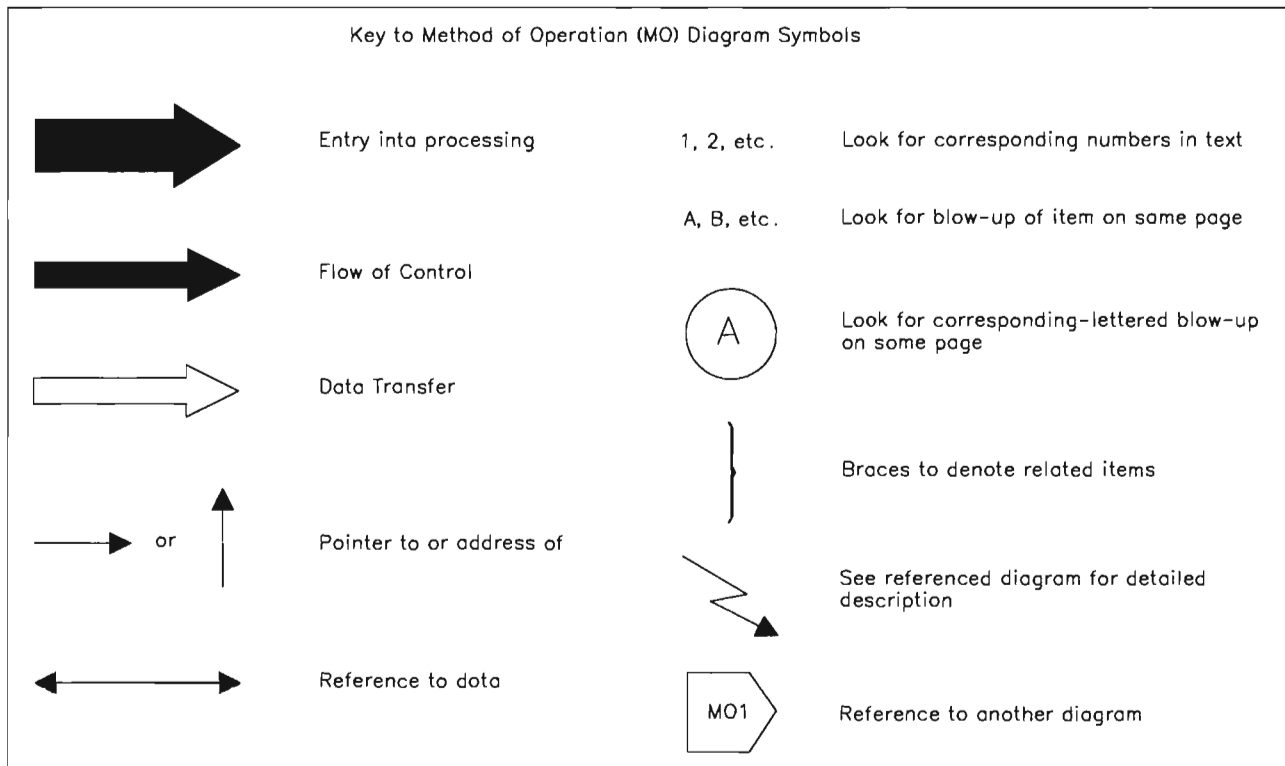 Key to Method of Operation (MO) Diagram Symbols
Entry into processing
Flow of Control
Data Transfer
or
Pointer to or address of
Reference to data
1, 2, etc.
Look for corresponding numbers in text
A, B, etc.
Look for blow-up of item on same page
A
Look for corresponding-lettered blow-up
on same page
Braces to denote related items
See referenced diagram for detailed
description
MO1
Reference to another diagram